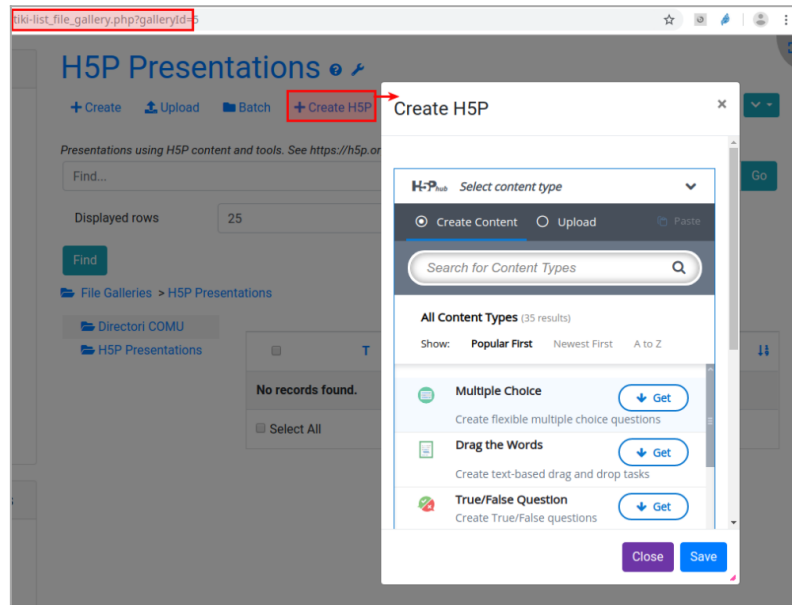 tiki-list_file_gallery.php?galleryId=5
H5P Presentations
Create Upload Batch Create H5P
Presentations using H5P content and tools. See https://h5p.or
Find...
Go
Displayed rows 25
Find
File Galleries > H5P Presentations
Directori COMU
H5P Presentations
T
No records found.
Select All
Create H5P
×
H5P hub Select content type
Create Content Upload Paste
Search for Content Types
All Content Types (35 results)
Show: Popular First Newest First A to Z
Multiple Choice
Get
Create flexible multiple choice questions
Drag the Words
Get
Create text-based drag and drop tasks
True/False Question
Get
Create True/False questions
Close Save